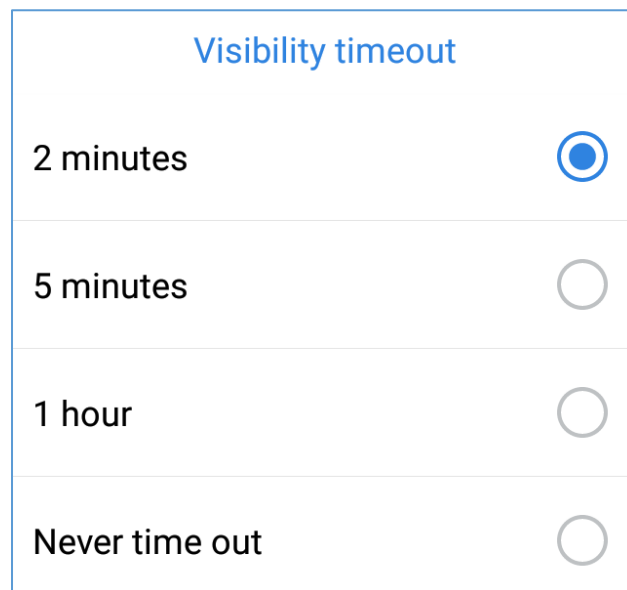 Visibility timeout
2 minutes
5 minutes
1 hour
Never time out